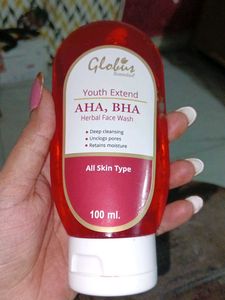 Globus
Youth Extend
AHA, BHA
Herbal Face Wash
• Deep cleansing
• Unclogs pores
• Retains moisture
All Skin Type
100 ml.